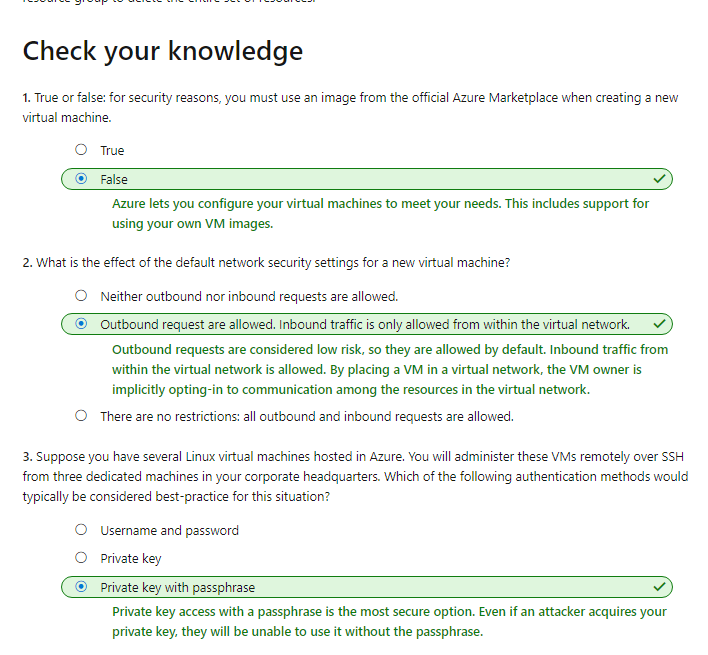 resource group to delete the entire set of resources.
Check your knowledge
1. True or false: for security reasons, you must use an image from the official Azure Marketplace when creating a new
virtual machine.
True
False
Azure lets you configure your virtual machines to meet your needs. This includes support for
using your own VM images.
2. What is the effect of the default network security settings for a new virtual machine?
Neither outbound nor inbound requests are allowed.
Outbound request are allowed. Inbound traffic is only allowed from within the virtual network.
Outbound requests are considered low risk, so they are allowed by default. Inbound traffic from
within the virtual network is allowed. By placing a VM in a virtual network, the VM owner is
implicitly opting-in to communication among the resources in the virtual network.
There are no restrictions: all outbound and inbound requests are allowed.
3. Suppose you have several Linux virtual machines hosted in Azure. You will administer these VMs remotely over SSH
from three dedicated machines in your corporate headquarters. Which of the following authentication methods would
typically be considered best-practice for this situation?
Username and password
Private key
Private key with passphrase
Private key access with a passphrase is the most secure option. Even if an attacker acquires your
private key, they will be unable to use it without the passphrase.